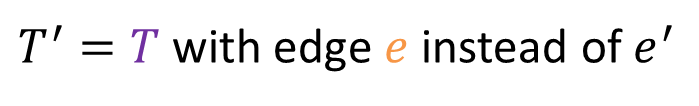 T′ = T with edge e instead of e′